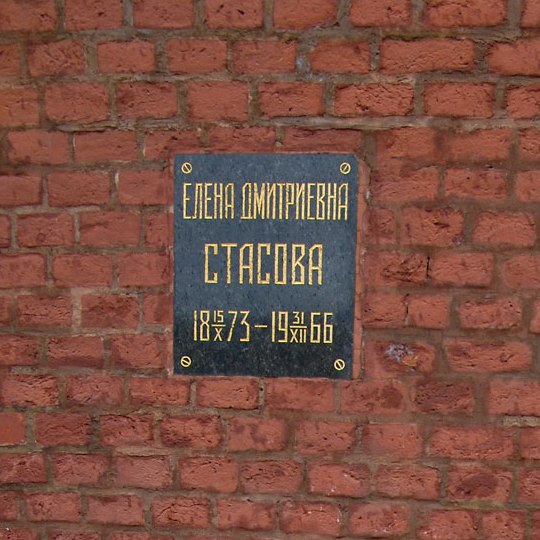 ЕЛЕНА ДМИТРИЕВНА
СТАСОВА
18 15/X 73 – 19 31/XII 66